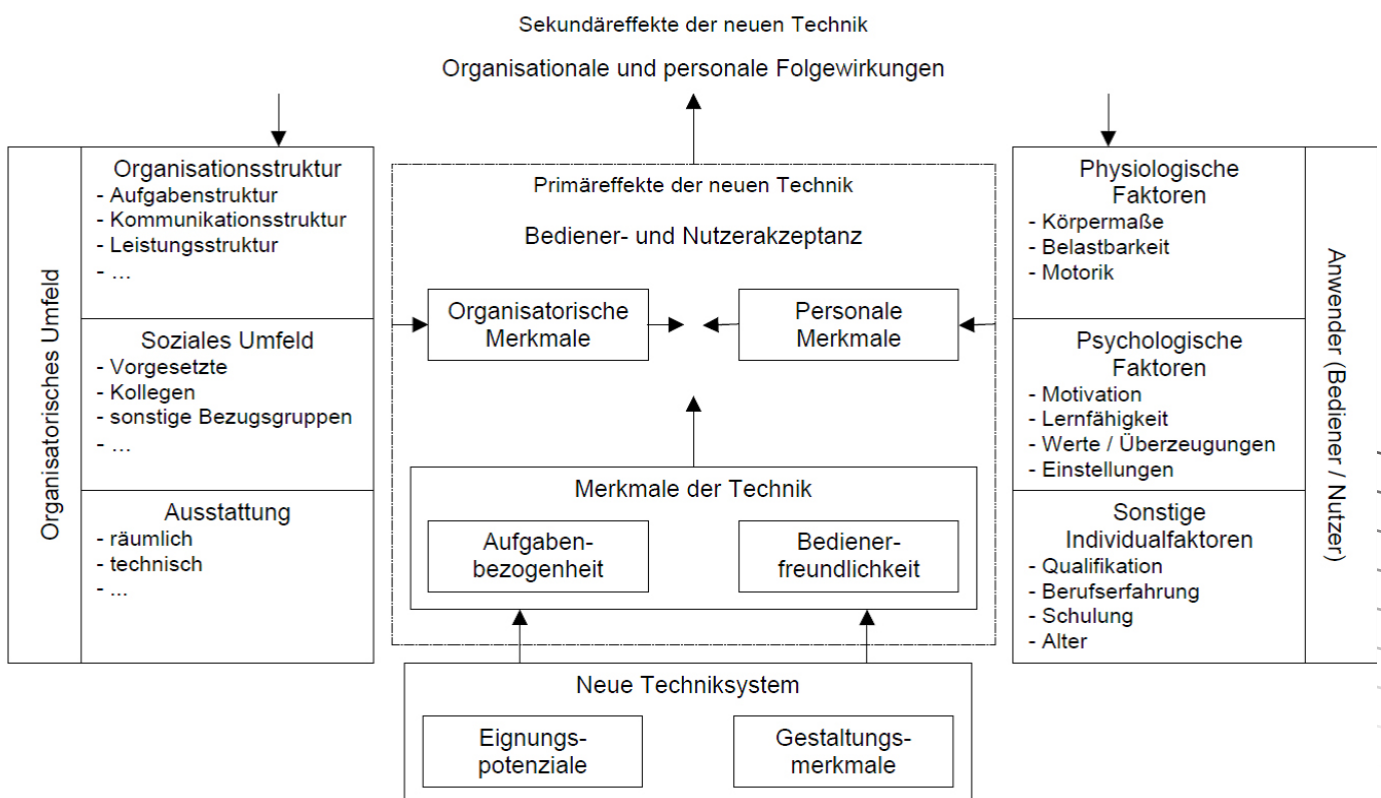 Sekundäreffekte der neuen Technik
Organisationale und personale Folgewirkungen
Organisatorisches Umfeld
Organisationsstruktur
- Aufgabenstruktur
- Kommunikationsstruktur
- Leistungsstruktur
- ...
Soziales Umfeld
- Vorgesetzte
- Kollegen
- sonstige Bezugsgruppen
- ...
Ausstattung
- räumlich
- technisch
- ...
Primäreffekte der neuen Technik
Bediener- und Nutzerakzeptanz
Organisatorische
Merkmale
Personale
Merkmale
Merkmale der Technik
Aufgaben-
bezogenheit
Bediener-
freundlichkeit
Neue Techniksystem
Eignungs-
potenziale
Gestaltungs-
merkmale
Physiologische
Faktoren
- Körpermaße
- Belastbarkeit
- Motorik
Psychologische
Faktoren
- Motivation
- Lernfähigkeit
- Werte / Überzeugungen
- Einstellungen
Sonstige
Individualfaktoren
- Qualifikation
- Berufserfahrung
- Schulung
- Alter
Anwender (Bediener / Nutzer)